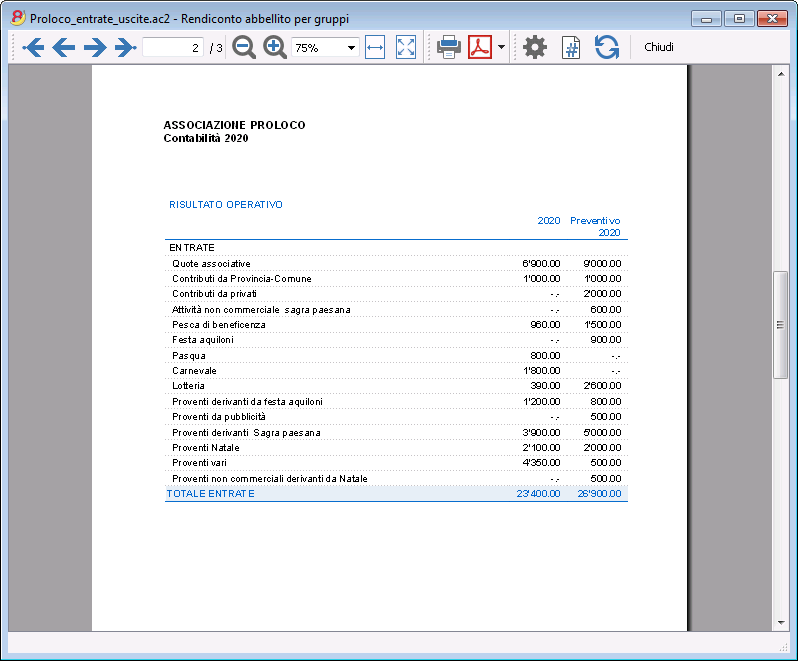 Proloco_entrate_uscite.ac2 - Rendiconto abbellito per gruppi
2 / 3 75% Chiudi
ASSOCIAZIONE PROLOCO
Contabilità 2020
RISULTATO OPERATIVO
2020 Preventivo
2020
ENTRATE
Quote associative 6'900.00 9'000.00
Contributi da Provincia-Comune 1'000.00 1'000.00
Contributi da privati -.- 2'000.00
Attività non commerciale sagra paesana -.- 600.00
Pesca di beneficenza 960.00 1'500.00
Festa aquiloni -.- 900.00
Pasqua 800.00 -.-
Carnevale 1'800.00 -.-
Lotteria 390.00 2'600.00
Proventi derivanti da festa aquiloni 1'200.00 800.00
Proventi da pubblicità -.- 500.00
Proventi derivanti Sagra paesana 3'900.00 5'000.00
Proventi Natale 2'100.00 2'000.00
Proventi vari 4'350.00 500.00
Proventi non commerciali derivanti da Natale -.- 500.00
TOTALE ENTRATE 23'400.00 26'900.00